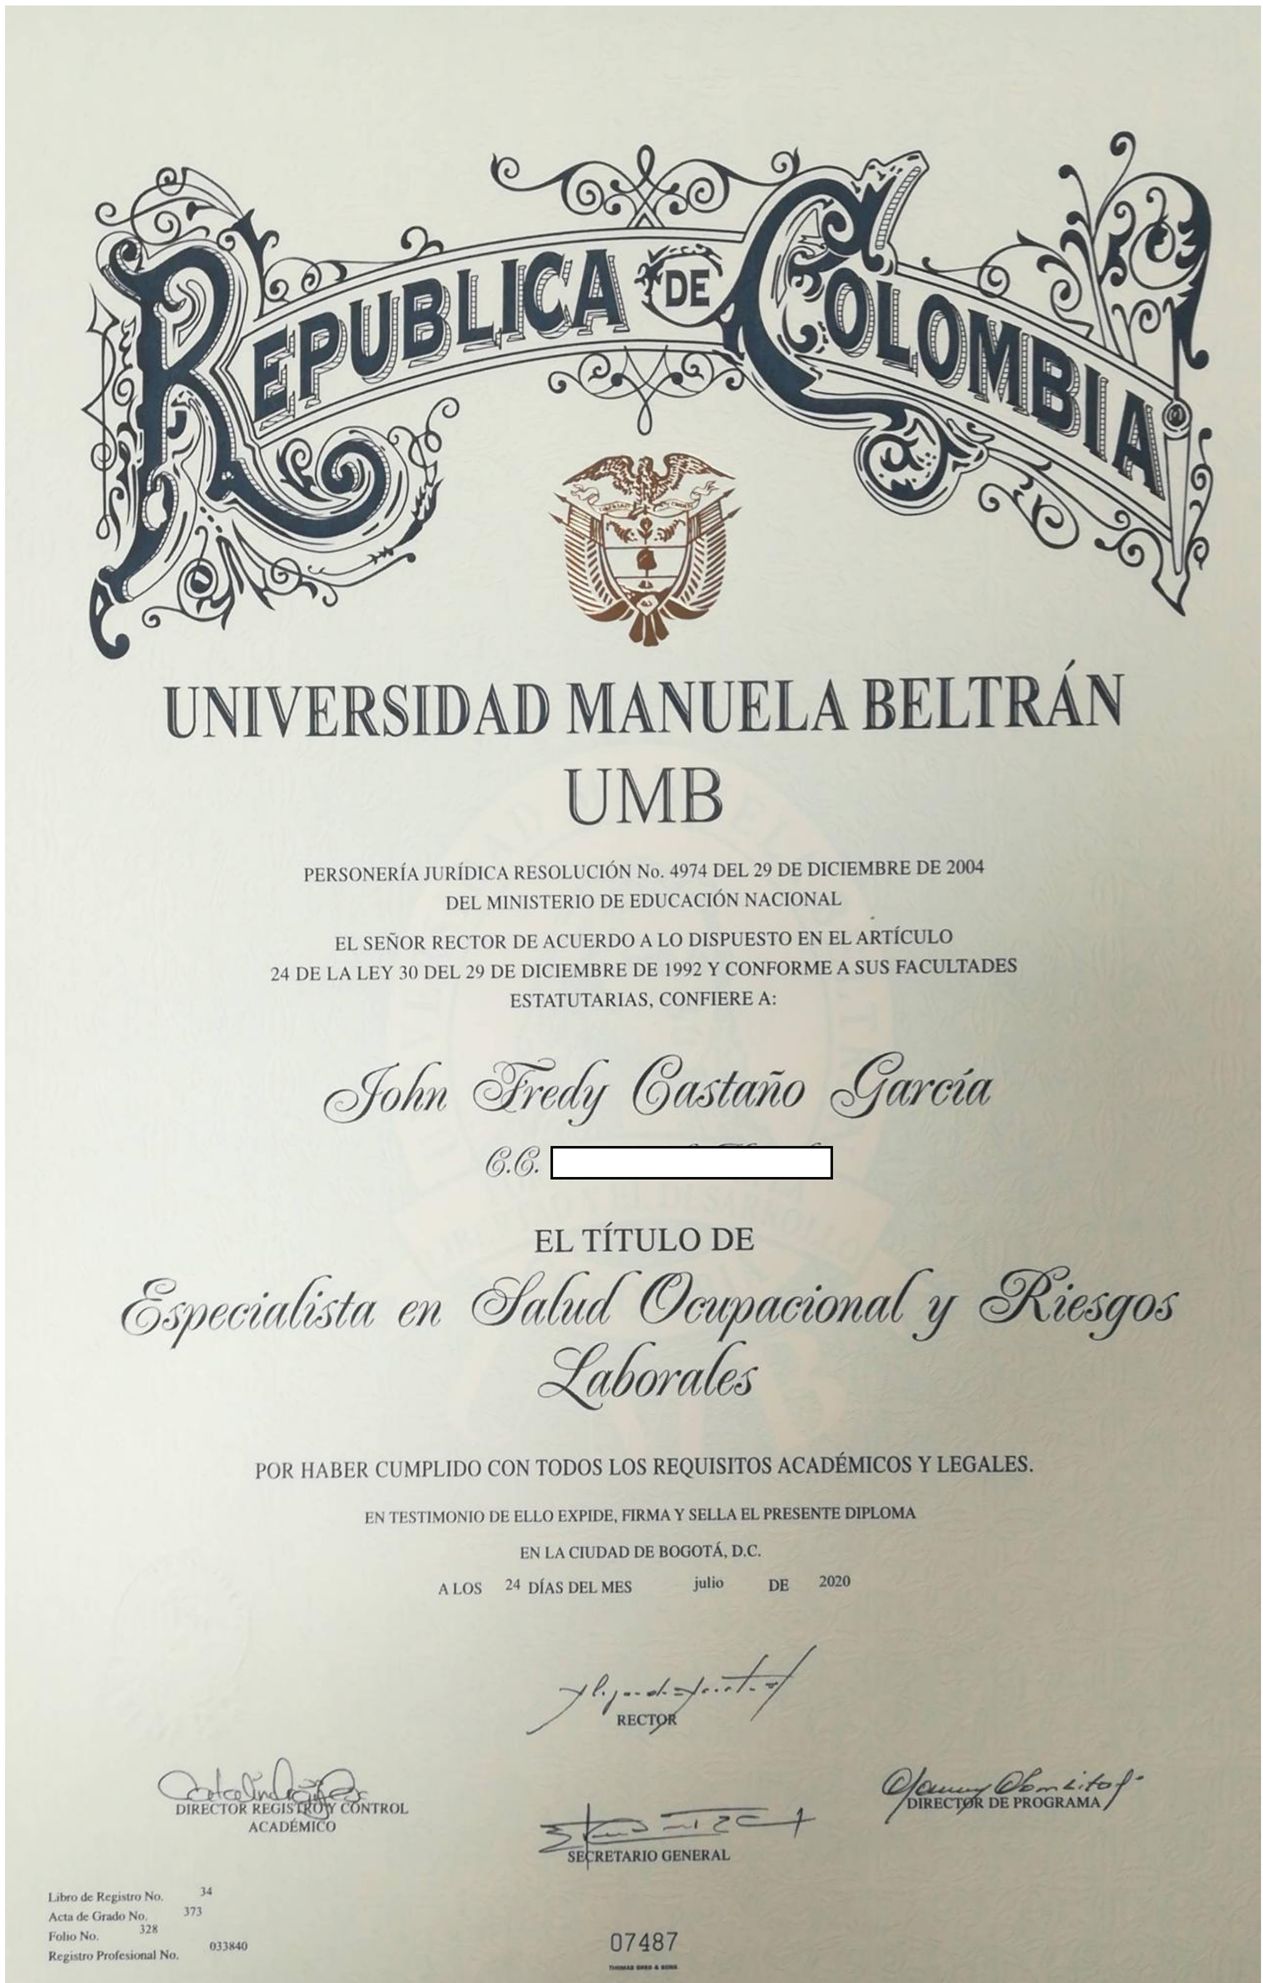 REPUBLICA DE COLOMBIA
UNIVERSIDAD MANUELA BELTRÁN
UMB
PERSONERÍA JURÍDICA RESOLUCIÓN No. 4974 DEL 29 DE DICIEMBRE DE 2004
DEL MINISTERIO DE EDUCACIÓN NACIONAL
EL SEÑOR RECTOR DE ACUERDO A LO DISPUESTO EN EL ARTÍCULO
24 DE LA LEY 30 DEL 29 DE DICIEMBRE DE 1992 Y CONFORME A SUS FACULTADES
ESTATUTARIAS, CONFIERE A:
John Fredy Castaño García
C.C.
EL TÍTULO DE
Especialista en Salud Ocupacional y Riesgos
Laborales
POR HABER CUMPLIDO CON TODOS LOS REQUISITOS ACADÉMICOS Y LEGALES.
EN TESTIMONIO DE ELLO EXPIDE, FIRMA Y SELLA EL PRESENTE DIPLOMA
EN LA CIUDAD DE BOGOTÁ, D.C.
A LOS 24 DÍAS DEL MES julio DE 2020
RECTOR
DIRECTOR REGISTRO Y CONTROL
ACADÉMICO
DIRECTOR DE PROGRAMA
SECRETARIO GENERAL
Libro de Registro No. 34
Acta de Grado No. 373
Folio No. 328
Registro Profesional No. 033840
07487
THOMAS GREG & SONS